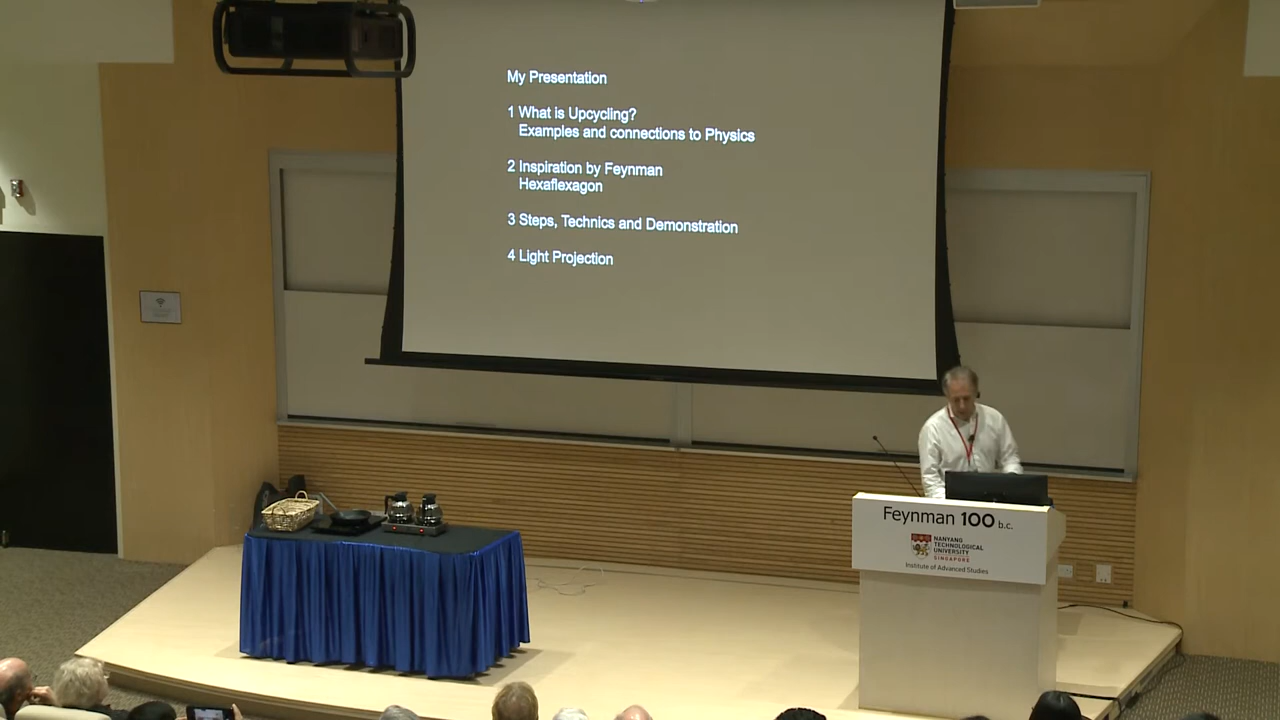 My Presentation
1 What is Upcycling?
Examples and connections to Physics
2 Inspiration by Feynman
Hexaflexagon
3 Steps, Technics and Demonstration
4 Light Projection
Feynman 100 b.c.
NANYANG
TECHNOLOGICAL
UNIVERSITY
SINGAPORE
Institute of Advanced Studies